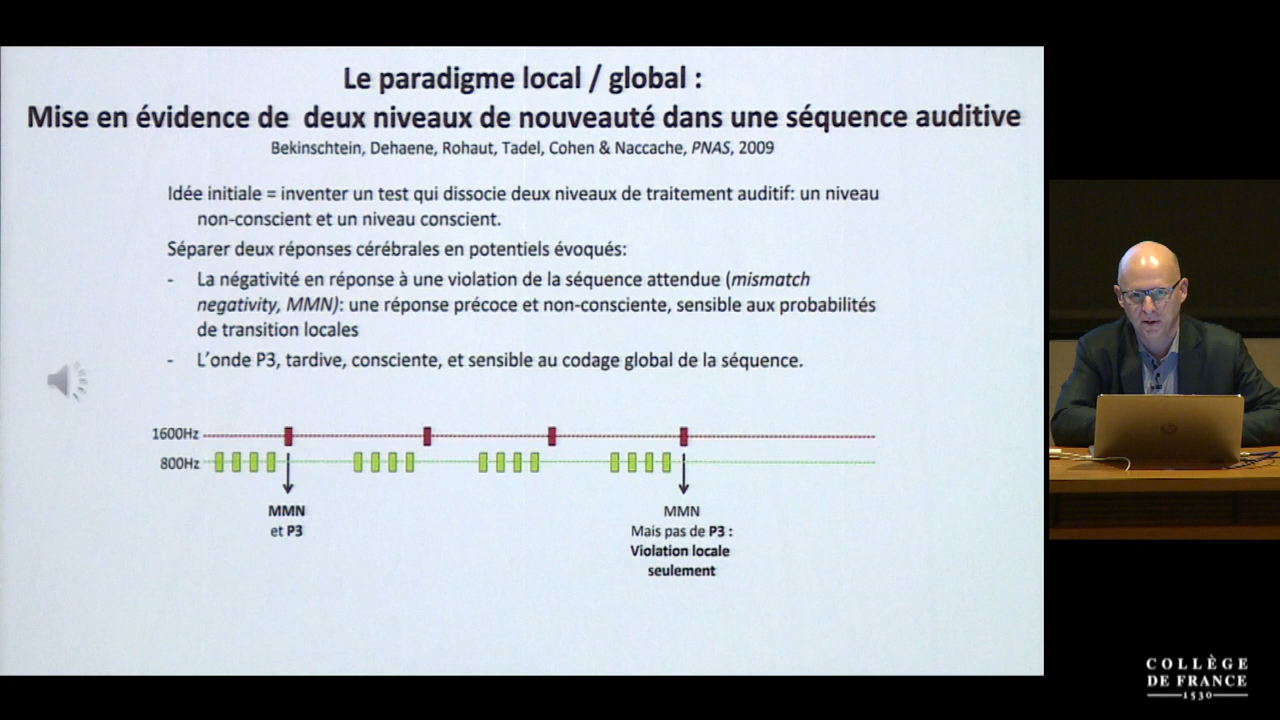 Le paradigme local / global :
Mise en évidence de deux niveaux de nouveauté dans une séquence auditive
Bekinschtein, Dehaene, Rohaut, Tadel, Cohen & Naccache, PNAS, 2009
Idée initiale = inventer un test qui dissocie deux niveaux de traitement auditif: un niveau
non-conscient et un niveau conscient.
Séparer deux réponses cérébrales en potentiels évoqués:
- La négativité en réponse à une violation de la séquence attendue (mismatch
negativity, MMN): une réponse précoce et non-consciente, sensible aux probabilités
de transition locales
- L'onde P3, tardive, consciente, et sensible au codage global de la séquence.
1600Hz
800Hz
MMN
et P3
MMN
Mais pas de P3 :
Violation locale
seulement
COLLÈGE
DE FRANCE
1530